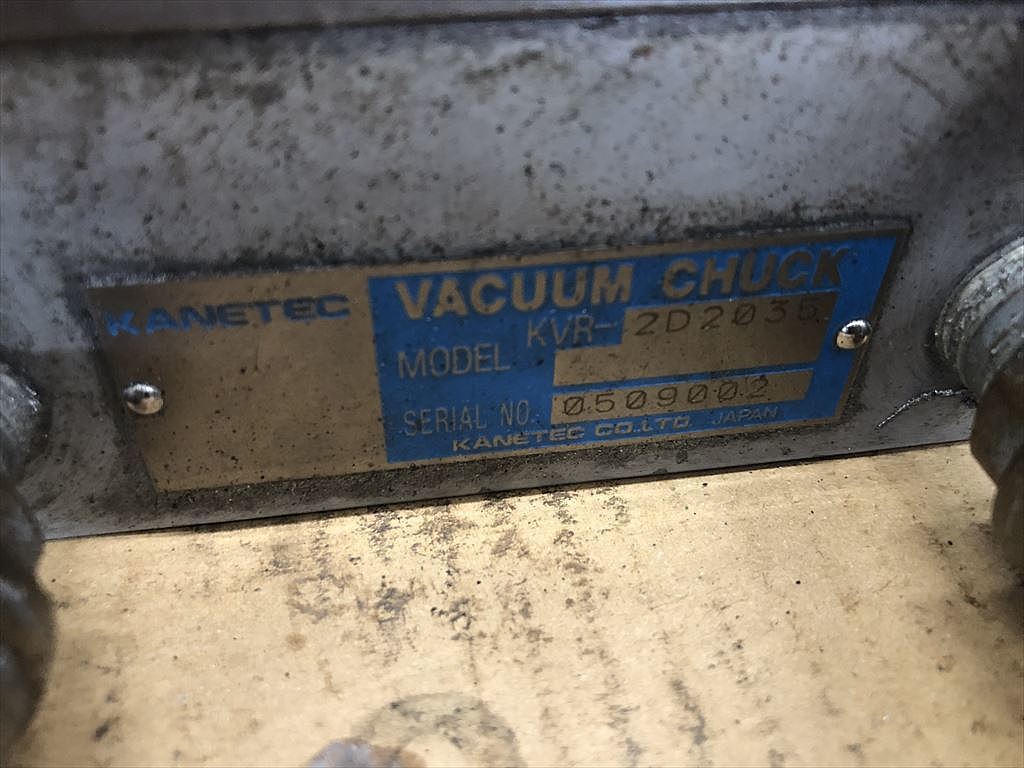 KANETEC
VACUUM CHUCK
MODEL KVR-2D2035
SERIAL NO. 0509002
KANETEC CO.LTD. JAPAN